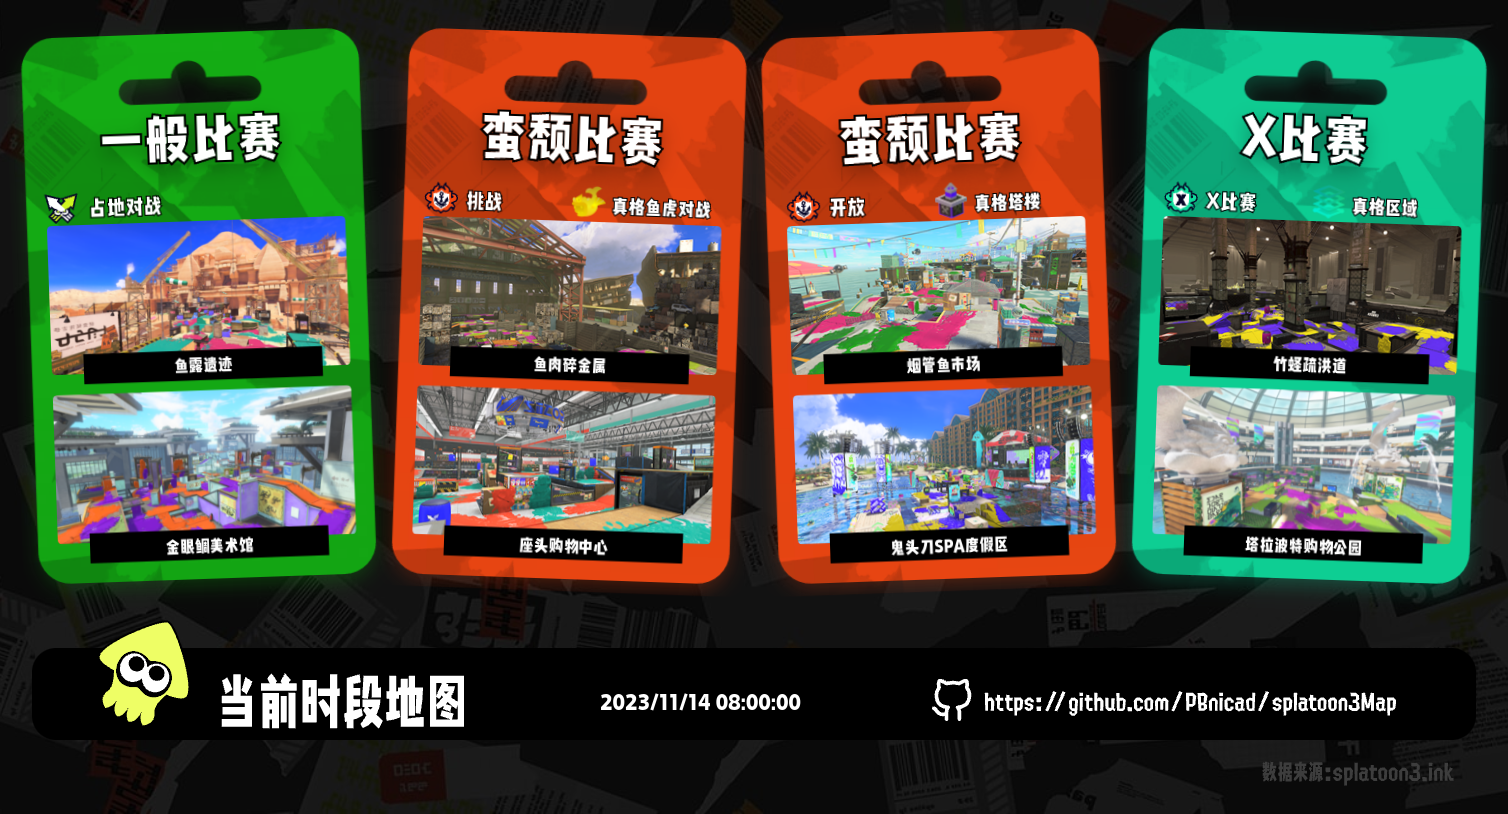 一般比赛
占地对战
鱼露遗迹
金眼鲷美术馆
蛮颓比赛
挑战
真格鱼虎对战
鱼肉碎金属
座头购物中心
蛮颓比赛
开放
真格塔楼
烟管鱼市场
鬼头刀SPA度假区
X比赛
X比赛
真格区域
竹蛏疏洪道
塔拉波特购物公园
当前时段地图
2023/11/14 08:00:00
https://github.com/PBnicad/splatoon3Map
数据来源:splatoon3.ink